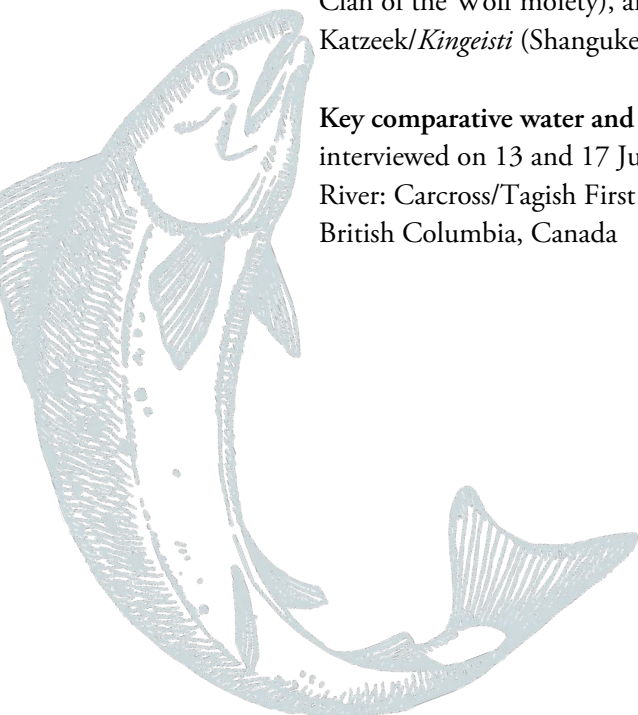 Clan of the Wolf moiety), a
Katzeek/Kingeisti (Shanguke
Key comparative water and
interviewed on 13 and 17 Ju
River: Carcross/Tagish First
British Columbia, Canada